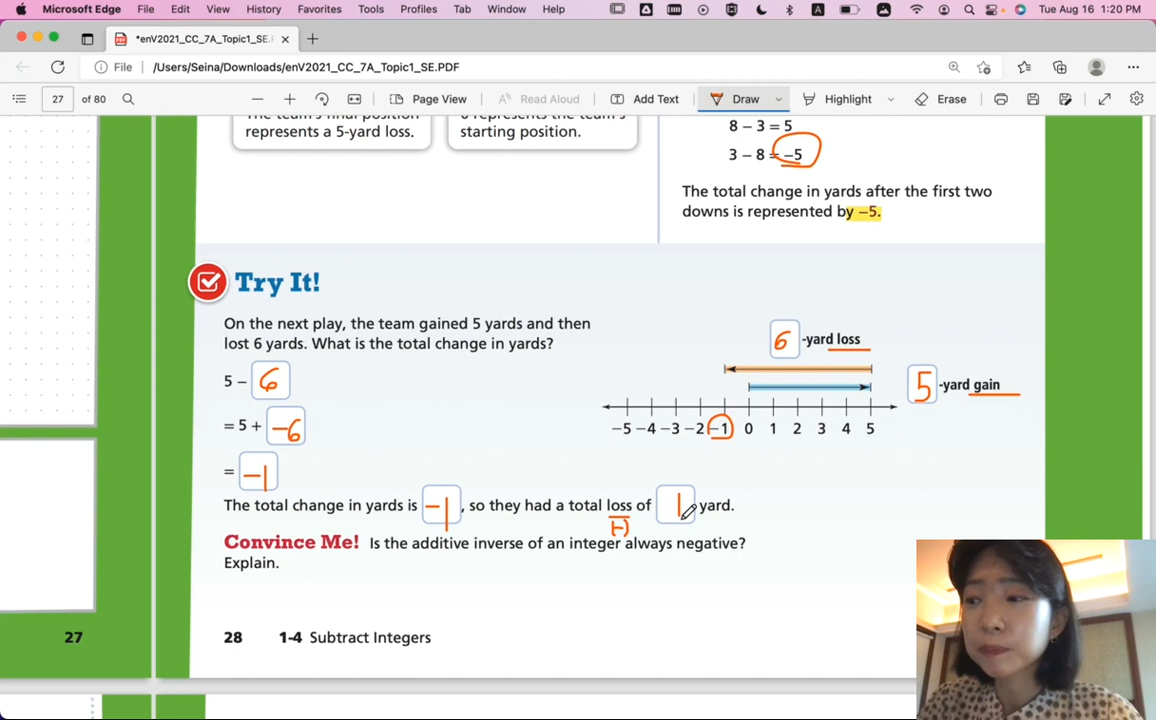 Microsoft Edge File Edit View History Favorites Tools Profiles Tab Window Help A Tue Aug 16 1:20 PM
*enV2021_CC_7A_Topic1_SE.
File /Users/Seina/Downloads/enV2021_CC_7A_Topic1_SE.PDF
27 of 80 Page View Read Aloud Add Text Draw Highlight Erase
represents a 5-yard loss.
starting position.
8 − 3 = 5
3 − 8 = −5
The total change in yards after the first two
downs is represented by −5.
Try It!
On the next play, the team gained 5 yards and then
lost 6 yards. What is the total change in yards?
5 − 6
= 5 + −6
= −1
6 -yard loss
5 -yard gain
−5 −4 −3 −2 −1 0 1 2 3 4 5
The total change in yards is −1, so they had a total loss of 1 yard.
(−)
Convince Me! Is the additive inverse of an integer always negative?
Explain.
27
28 1-4 Subtract Integers